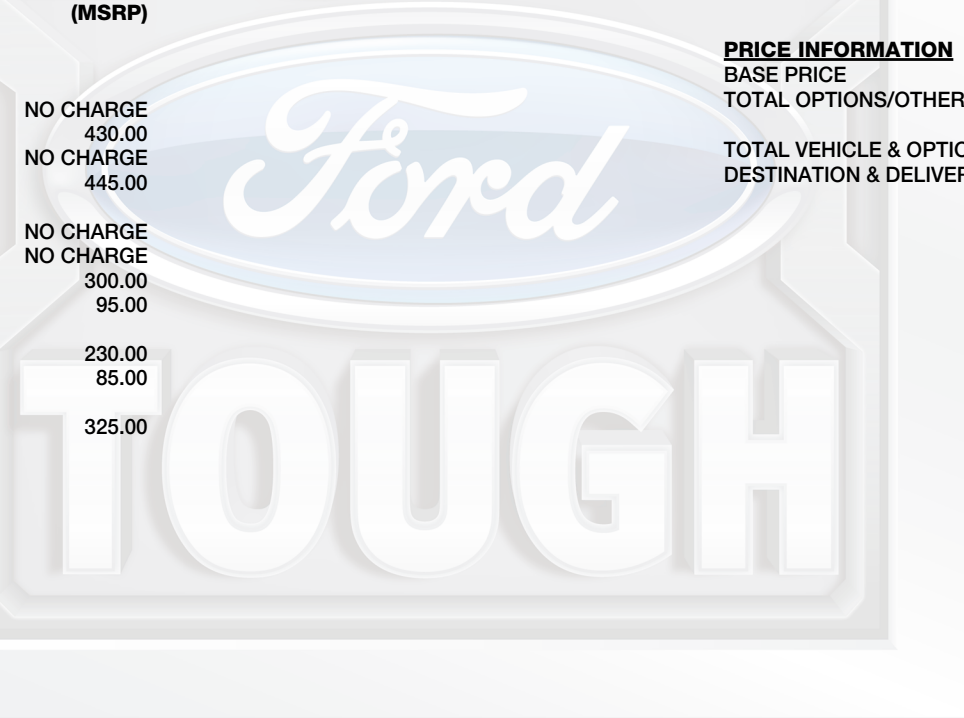 (MSRP)
NO CHARGE
430.00
NO CHARGE
445.00
NO CHARGE
NO CHARGE
300.00
95.00
230.00
85.00
325.00
PRICE INFORMATION
BASE PRICE
TOTAL OPTIONS/OTHER
TOTAL VEHICLE & OPTIO
DESTINATION & DELIVER
Ford
TOUGH